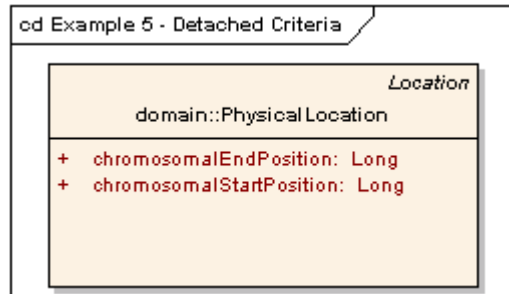 cd Example 5 - Detached Criteria
Location
domain::PhysicalLocation
+ chromosomalEndPosition: Long
+ chromosomalStartPosition: Long